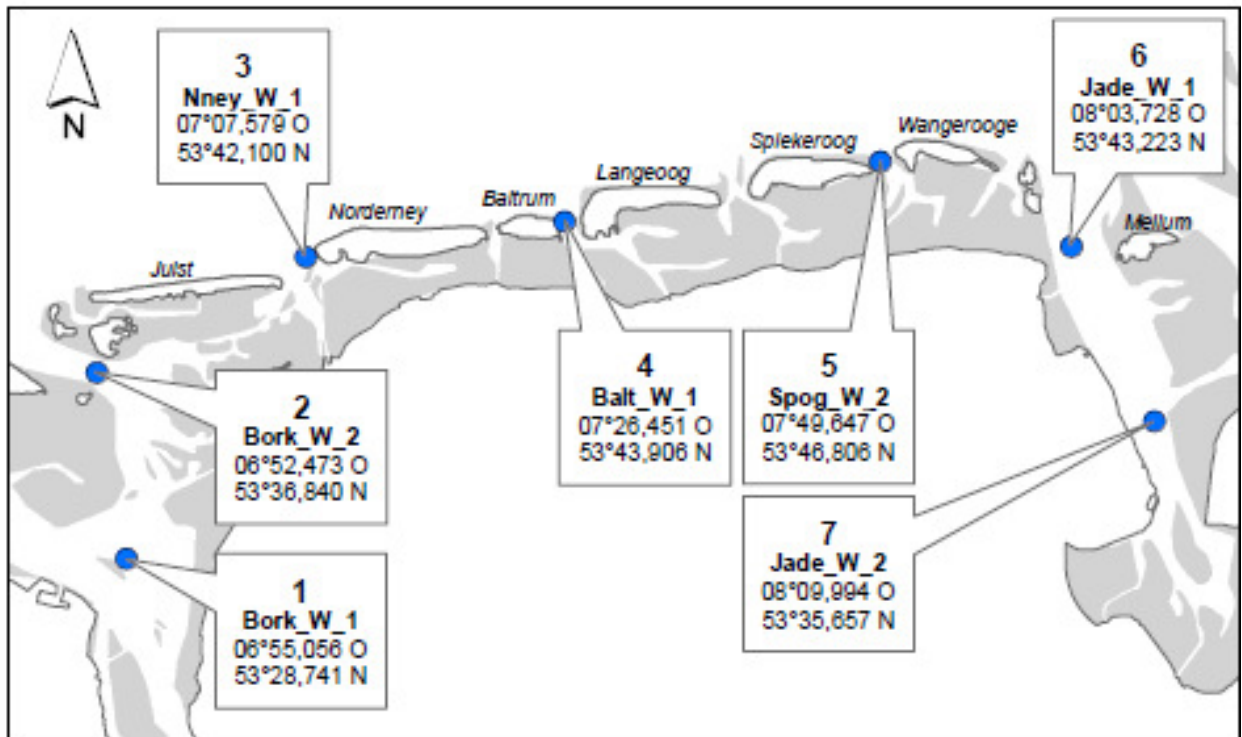 N
3
Nney_W_1
07°07,579 O
53°42,100 N
6
Jade_W_1
08°03,728 O
53°43,223 N
Spiekeroog
Wangerooge
Langeoog
Baltrum
Norderney
Mellum
Juist
2
Bork_W_2
06°52,473 O
53°36,840 N
4
Balt_W_1
07°26,451 O
53°43,906 N
5
Spog_W_2
07°49,647 O
53°46,806 N
1
Bork_W_1
06°55,056 O
53°28,741 N
7
Jade_W_2
08°09,994 O
53°35,657 N